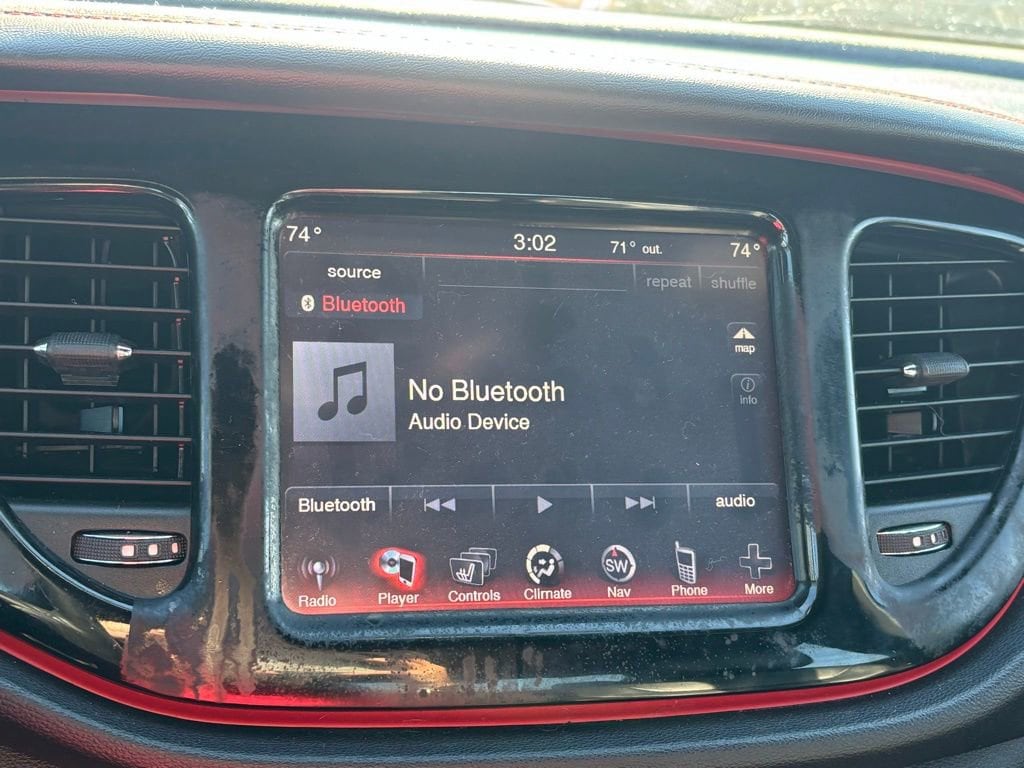 74° 3:02 71° out. 74°
source repeat shuffle
Bluetooth
map
info
No Bluetooth
Audio Device
Bluetooth audio
SW
Radio Player Controls Climate Nav Phone More